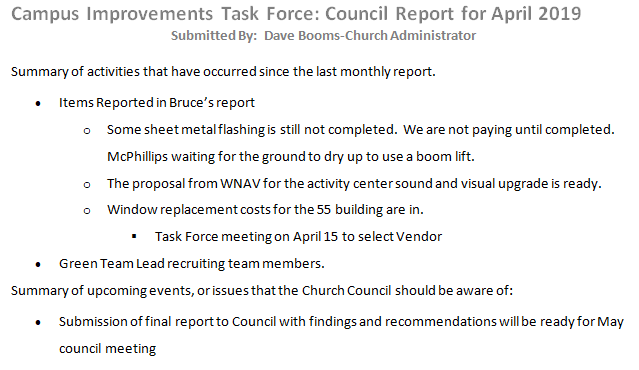 Campus Improvements Task Force: Council Report for April 2019
Submitted By:  Dave Booms-Church Administrator
Summary of activities that have occurred since the last monthly report.
• Items Reported in Bruce's report
o Some sheet metal flashing is still not completed.  We are not paying until completed.
McPhillips waiting for the ground to dry up to use a boom lift.
o The proposal from WNAV for the activity center sound and visual upgrade is ready.
o Window replacement costs for the 55 building are in.
▪ Task Force meeting on April 15 to select Vendor
• Green Team Lead recruiting team members.
Summary of upcoming events, or issues that the Church Council should be aware of:
• Submission of final report to Council with findings and recommendations will be ready for May
council meeting